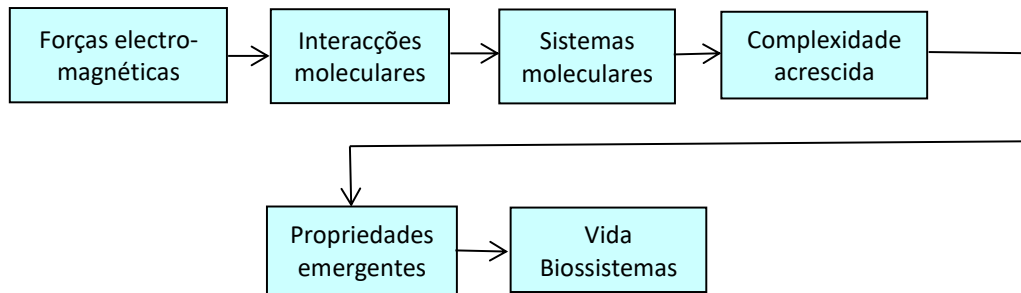 Forças electro-
magnéticas
Interacções
moleculares
Sistemas
moleculares
Complexidade
acrescida
Propriedades
emergentes
Vida
Biossistemas